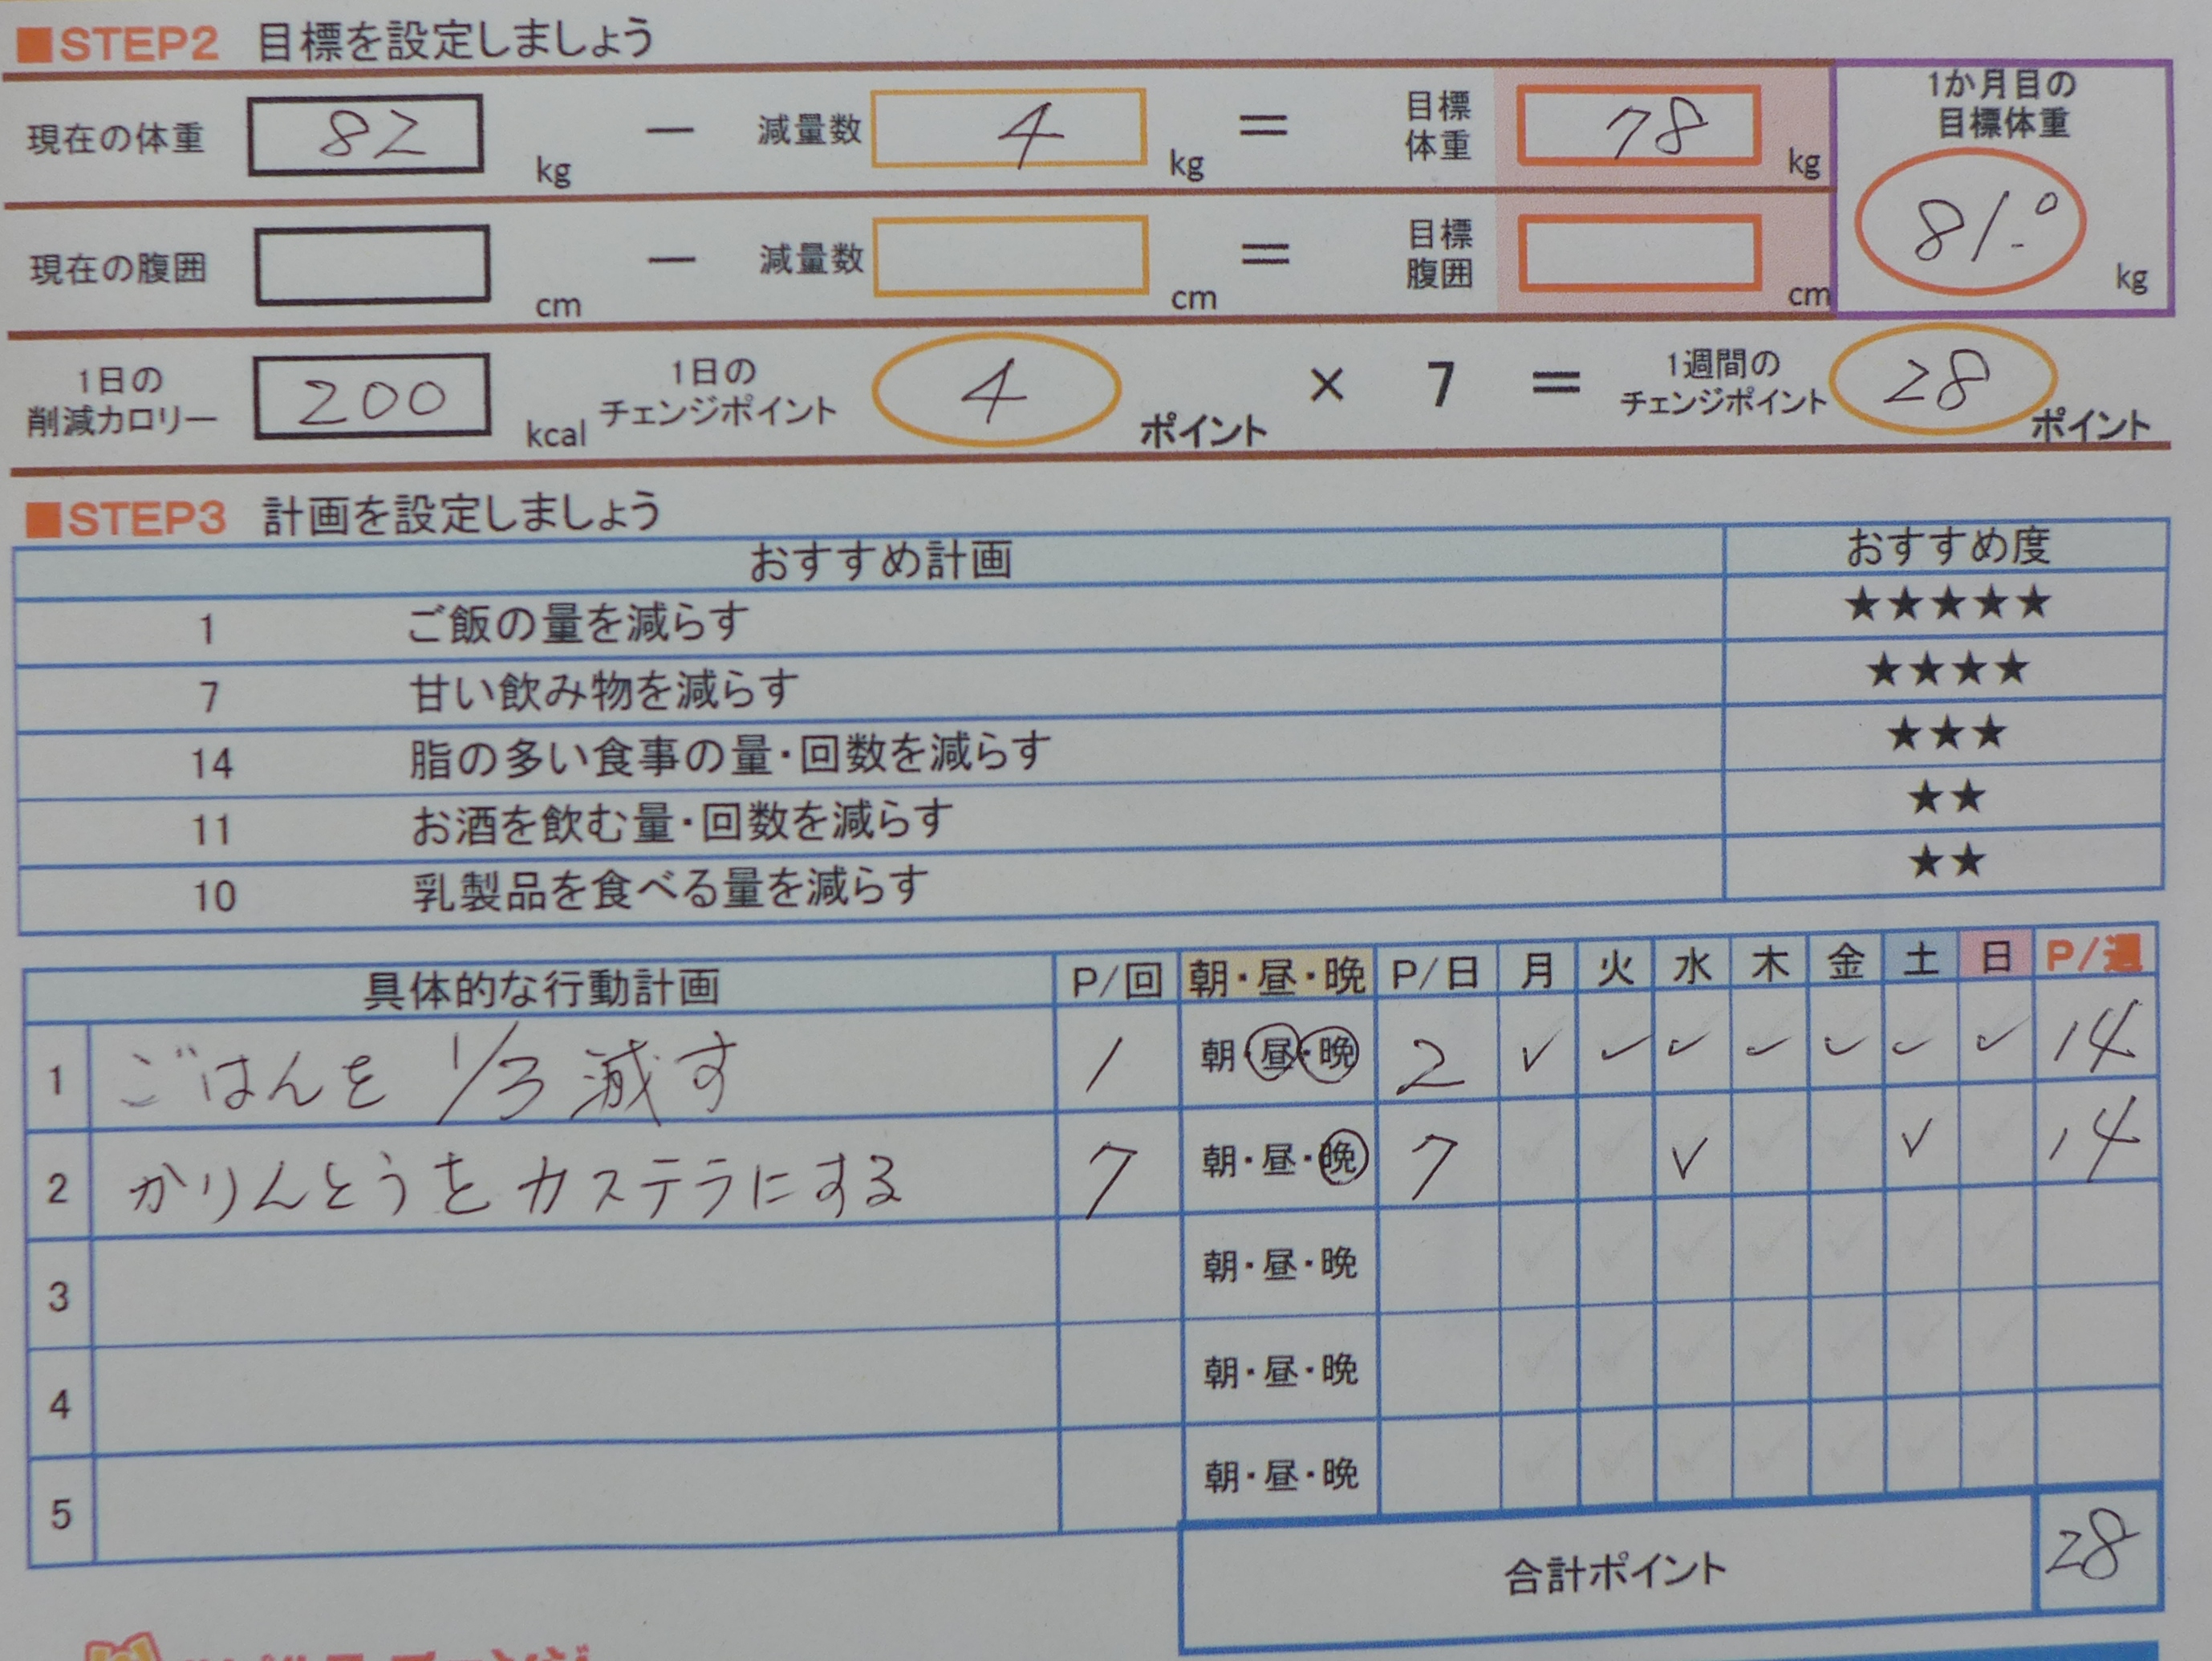 ■STEP2 目標を設定しましょう
現在の体重 82 kg － 減量数 4 kg ＝ 目標体重 78 kg
1か月目の
目標体重
81.0 kg
現在の腹囲 cm － 減量数 cm ＝ 目標腹囲 cm
1日の削減カロリー 200 kcal 1日のチェンジポイント 4 ポイント × 7 ＝ 1週間のチェンジポイント 28 ポイント
■STEP3 計画を設定しましょう
おすすめ計画 おすすめ度
1 ご飯の量を減らす ★★★★★
7 甘い飲み物を減らす ★★★★
14 脂の多い食事の量・回数を減らす ★★★
11 お酒を飲む量・回数を減らす ★★
10 乳製品を食べる量を減らす ★★
具体的な行動計画 P/回 朝・昼・晩 P/日 月 火 水 木 金 土 日 P/週
1 ごはんを 1/3 減す 1 朝・昼・晩 2 ✓ ✓ ✓ ✓ ✓ ✓ ✓ 14
2 かりんとうをカステラにする 7 朝・昼・晩 7 ✓ ✓ 14
3 朝・昼・晩
4 朝・昼・晩
5 朝・昼・晩
合計ポイント 28